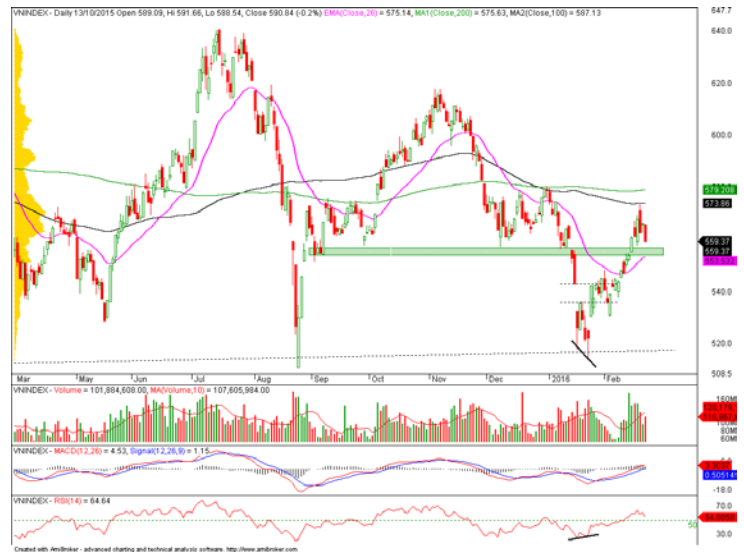 VNINDEX - Daily 13/10/2015 Open 589.09, Hi 591.66, Lo 588.54, Close 590.84 (-0.2%) EMA(Close,26) = 575.14, MA1(Close,200) = 575.63, MA2(Close,100) = 587.13
647.7
640.0
620.0
600.0
579.208
573.86
559.37
559.37
553.532
540.0
520.0
508.5
Mar May Jun Jul Aug Sep Oct Nov Dec 2016 Feb
VNINDEX - Volume = 101,884,608.00, MA(Volume,10) = 107,605,984.00
160M
80M
60M
VNINDEX - MACD(12,26) = 4.53, Signal(12,26,9) = 1.15
-18.0
VNINDEX - RSI(14) = 64.64
70.0
50
30.0
Created with AmiBroker - advanced charting and technical analysis software. http://www.amibroker.com